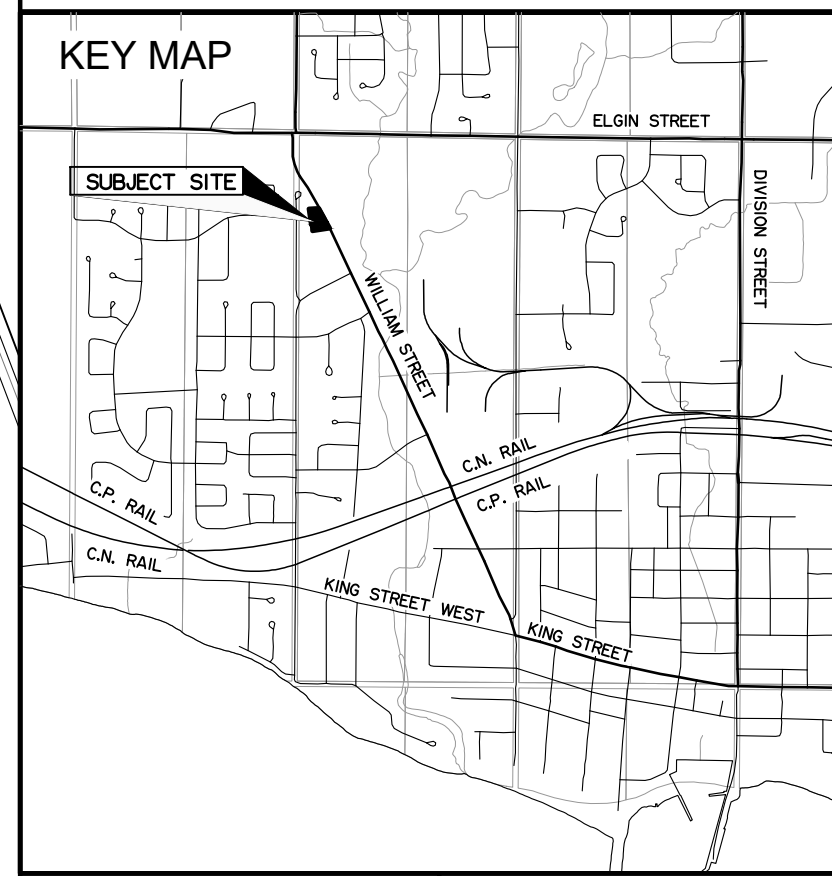 KEY MAP
ELGIN STREET
SUBJECT SITE
DIVISION STREET
WILLIAM STREET
C.N. RAIL
C.P. RAIL
C.P. RAIL
C.N. RAIL
KING STREET WEST
KING STREET